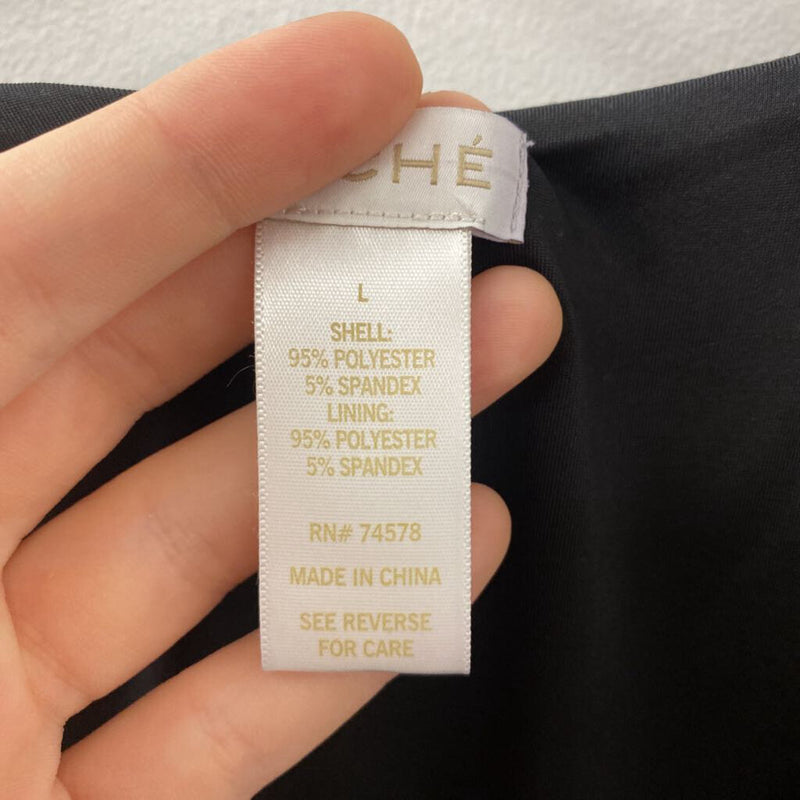 CHÉ
L
SHELL:
95% POLYESTER
5% SPANDEX
LINING:
95% POLYESTER
5% SPANDEX
RN# 74578
MADE IN CHINA
SEE REVERSE
FOR CARE